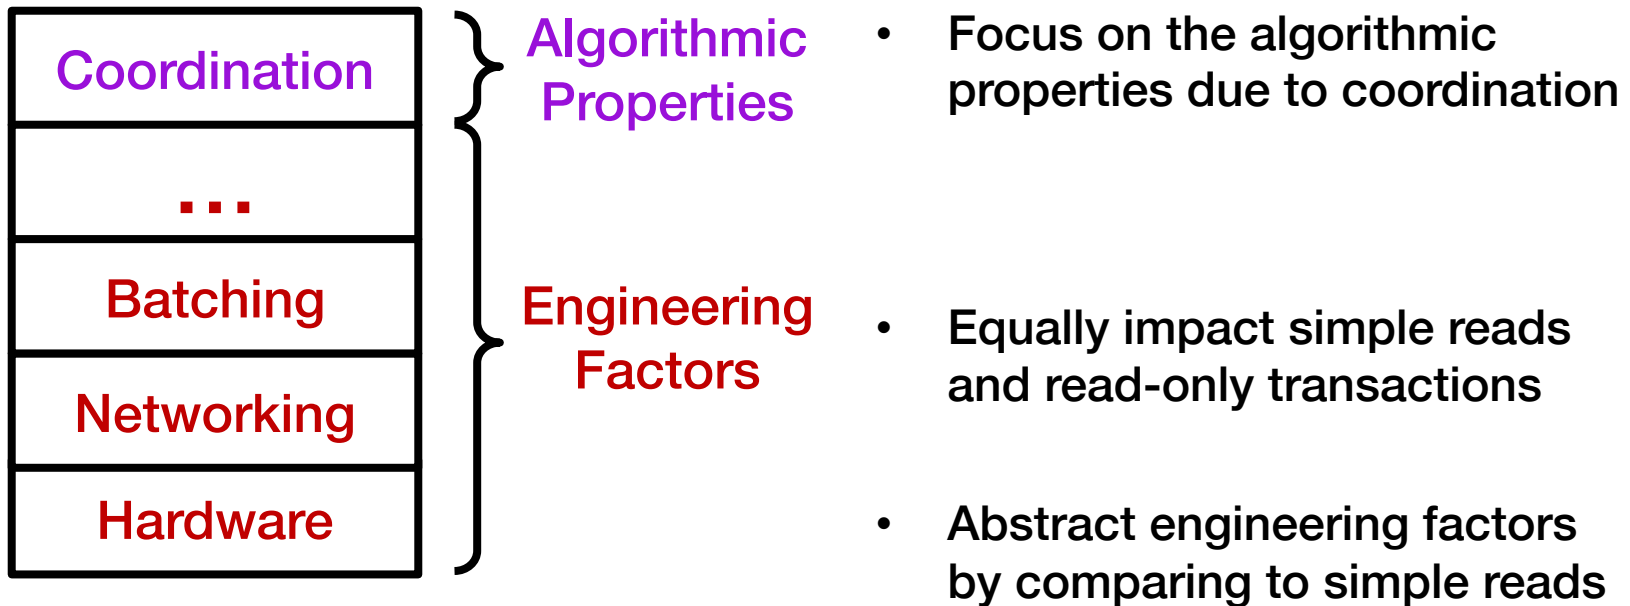 Coordination
...
Batching
Networking
Hardware
Algorithmic
Properties
Engineering
Factors
• Focus on the algorithmic
properties due to coordination
• Equally impact simple reads
and read-only transactions
• Abstract engineering factors
by comparing to simple reads